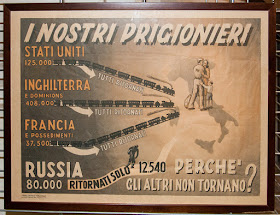 I NOSTRI PRIGIONIERI
STATI UNITI
125.000
TUTTI RITORNATI
INGHILTERRA
E DOMINIONS
408.000
TUTTI RITORNATI
FRANCIA
E POSSEDIMENTI
37.500
TUTTI RITORNATI
RUSSIA
80.000
RITORNATI SOLO 12.540
PERCHE'
GLI ALTRI NON TORNANO?